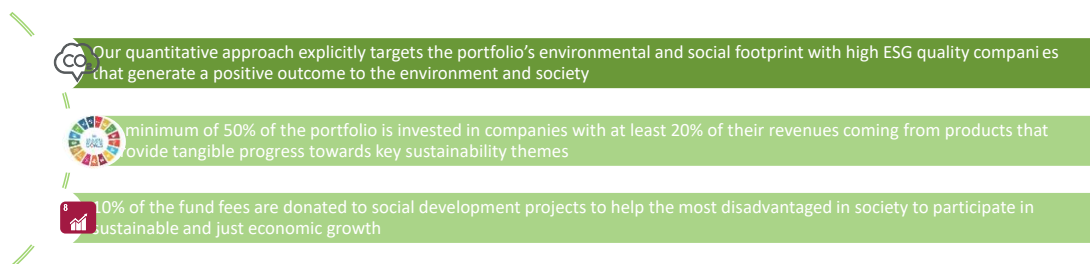 Our quantitative approach explicitly targets the portfolio's environmental and social footprint with high ESG quality companies
that generate a positive outcome to the environment and society
minimum of 50% of the portfolio is invested in companies with at least 20% of their revenues coming from products that
ovide tangible progress towards key sustainability themes
10% of the fund fees are donated to social development projects to help the most disadvantaged in society to participate in
sustainable and just economic growth
CO2
8